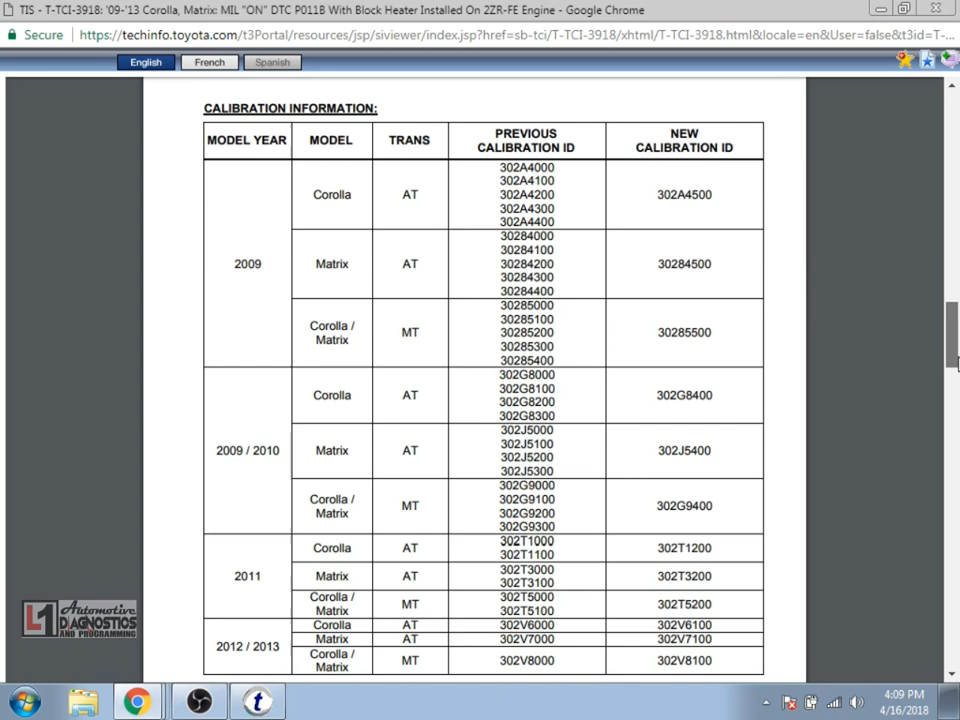 TIS - T-TCI-3918: '09-'13 Corolla, Matrix: MIL "ON" DTC P011B With Block Heater Installed On 2ZR-FE Engine - Google Chrome
Secure https://techinfo.toyota.com/t3Portal/resources/jsp/siviewer/index.jsp?href=sb-tci/T-TCI-3918/xhtml/T-TCI-3918.html&locale=en&User=false&t3id=T-...
English French Spanish
CALIBRATION INFORMATION:
MODEL YEAR MODEL TRANS PREVIOUS CALIBRATION ID NEW CALIBRATION ID
2009 Corolla AT 302A4000 302A4500
302A4100
302A4200
302A4300
302A4400
Matrix AT 30284000 30284500
30284100
30284200
30284300
30284400
Corolla / Matrix MT 30285000 30285500
30285100
30285200
30285300
30285400
2009 / 2010 Corolla AT 302G8000 302G8400
302G8100
302G8200
302G8300
Matrix AT 302J5000 302J5400
302J5100
302J5200
302J5300
Corolla / Matrix MT 302G9000 302G9400
302G9100
302G9200
302G9300
2011 Corolla AT 302T1000 302T1200
302T1100
Matrix AT 302T3000 302T3200
302T3100
Corolla / Matrix MT 302T5000 302T5200
302T5100
2012 / 2013 Corolla AT 302V6000 302V6100
Matrix AT 302V7000 302V7100
Corolla / Matrix MT 302V8000 302V8100
L1 Automotive
DIAGNOSTICS
AND PROGRAMMING
t
4:09 PM
4/16/2018